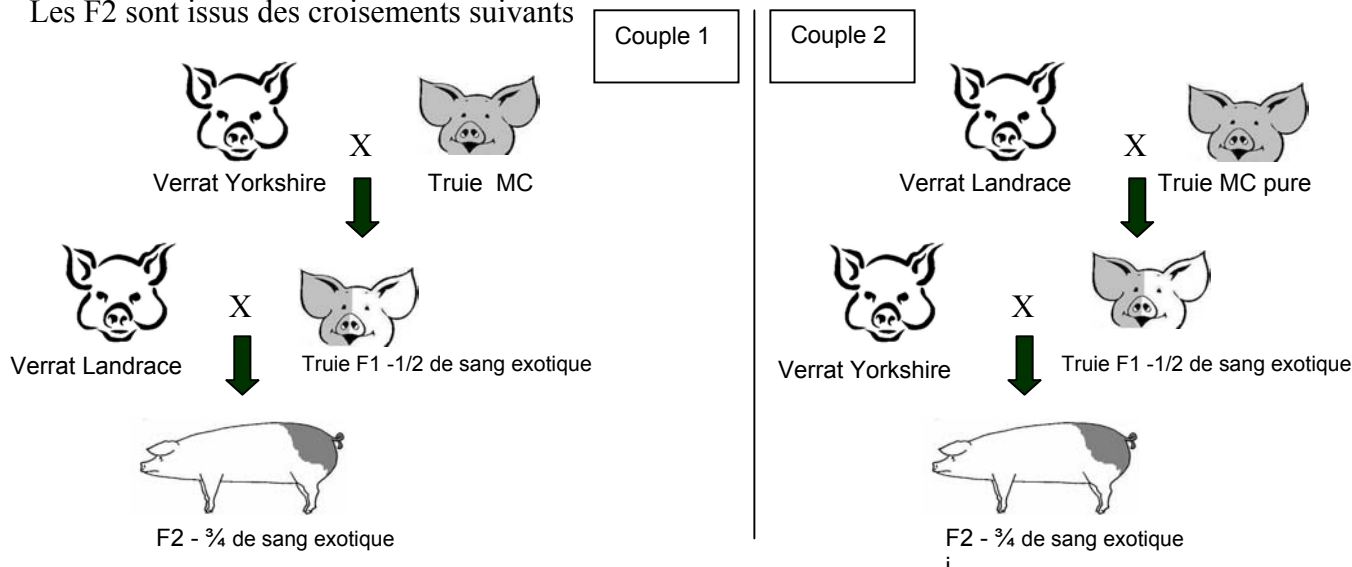 Les F2 sont issus des croisements suivants
Couple 1
X
Verrat Yorkshire
Truie MC
X
Verrat Landrace
Truie F1 -1/2 de sang exotique
F2 - ¾ de sang exotique
Couple 2
X
Verrat Landrace
Truie MC pure
X
Verrat Yorkshire
Truie F1 -1/2 de sang exotique
F2 - ¾ de sang exotique